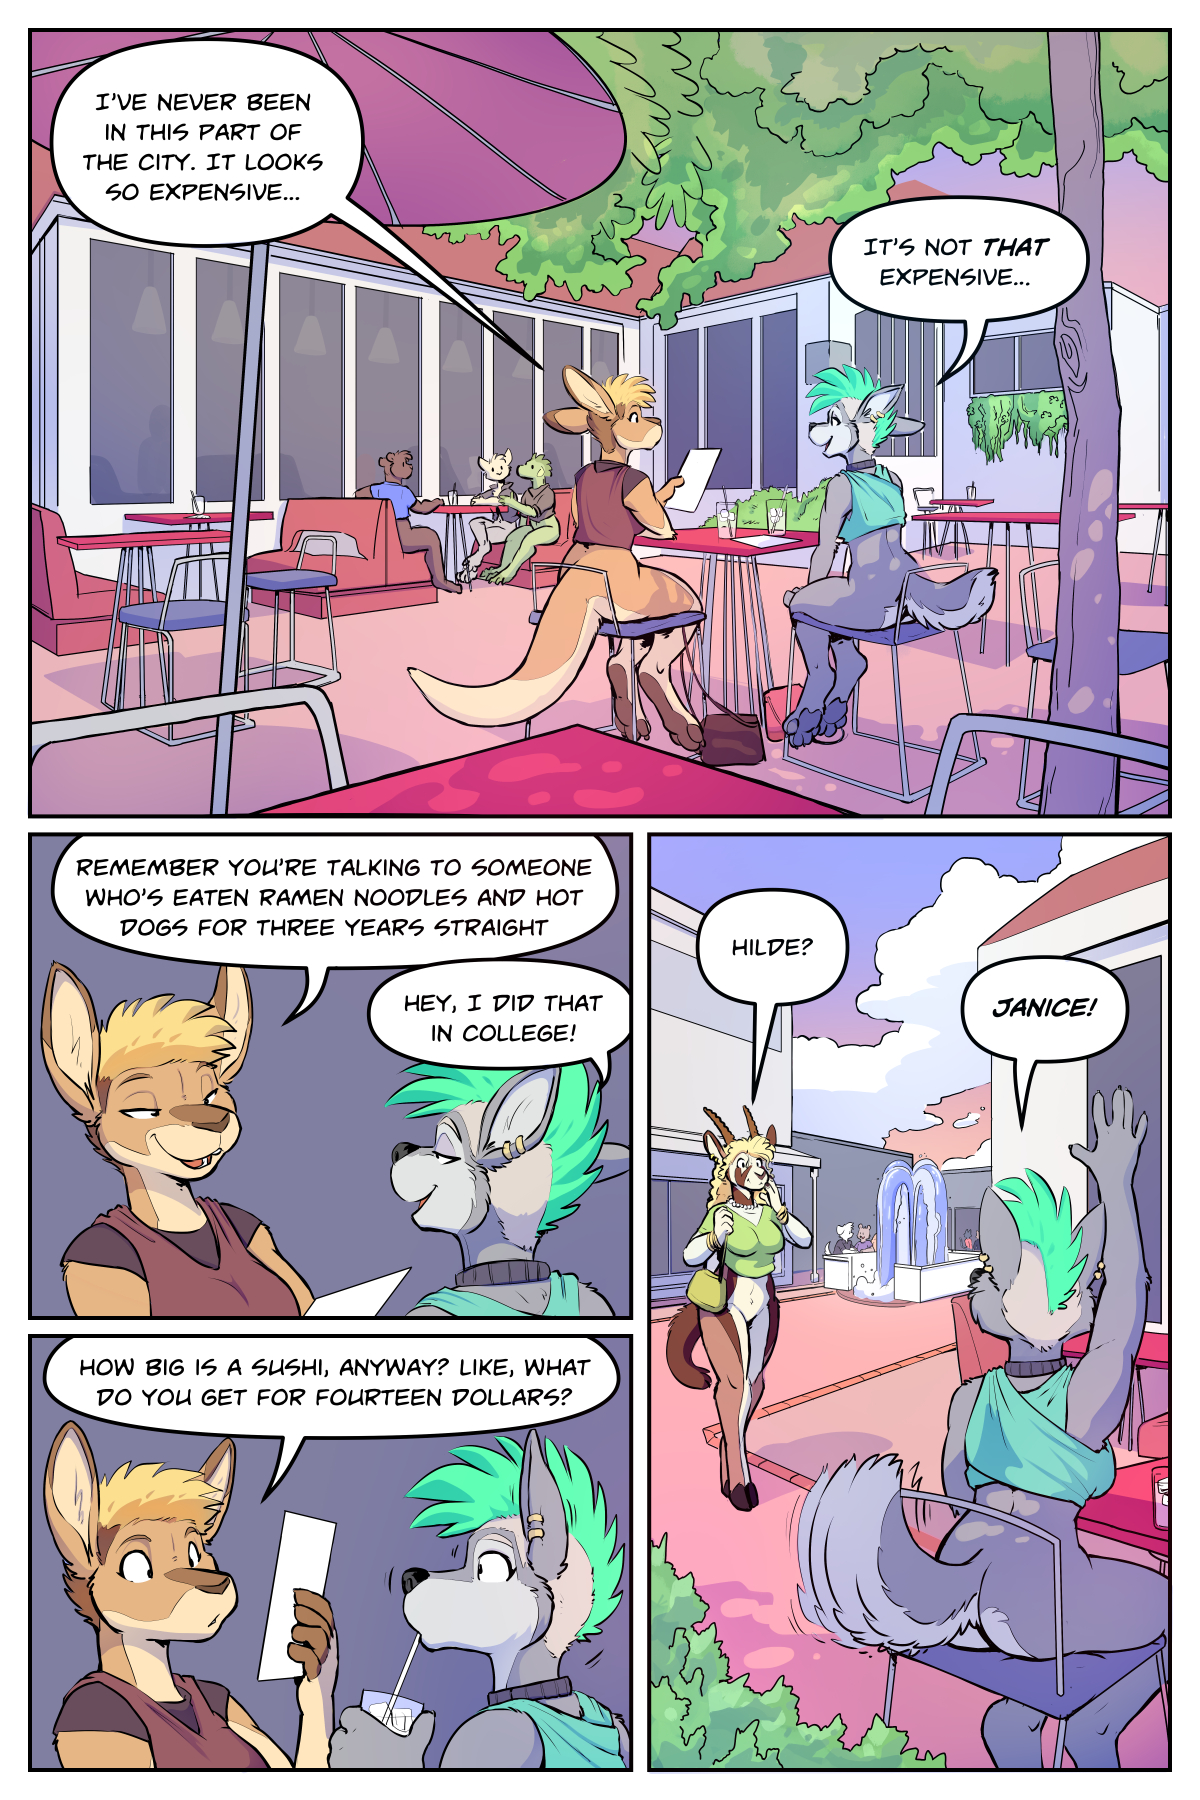 I'VE NEVER BEEN
IN THIS PART OF
THE CITY. IT LOOKS
SO EXPENSIVE...
IT'S NOT THAT
EXPENSIVE...
REMEMBER YOU'RE TALKING TO SOMEONE
WHO'S EATEN RAMEN NOODLES AND HOT
DOGS FOR THREE YEARS STRAIGHT
HEY, I DID THAT
IN COLLEGE!
HOW BIG IS A SUSHI, ANYWAY? LIKE, WHAT
DO YOU GET FOR FOURTEEN DOLLARS?
HILDE?
JANICE!